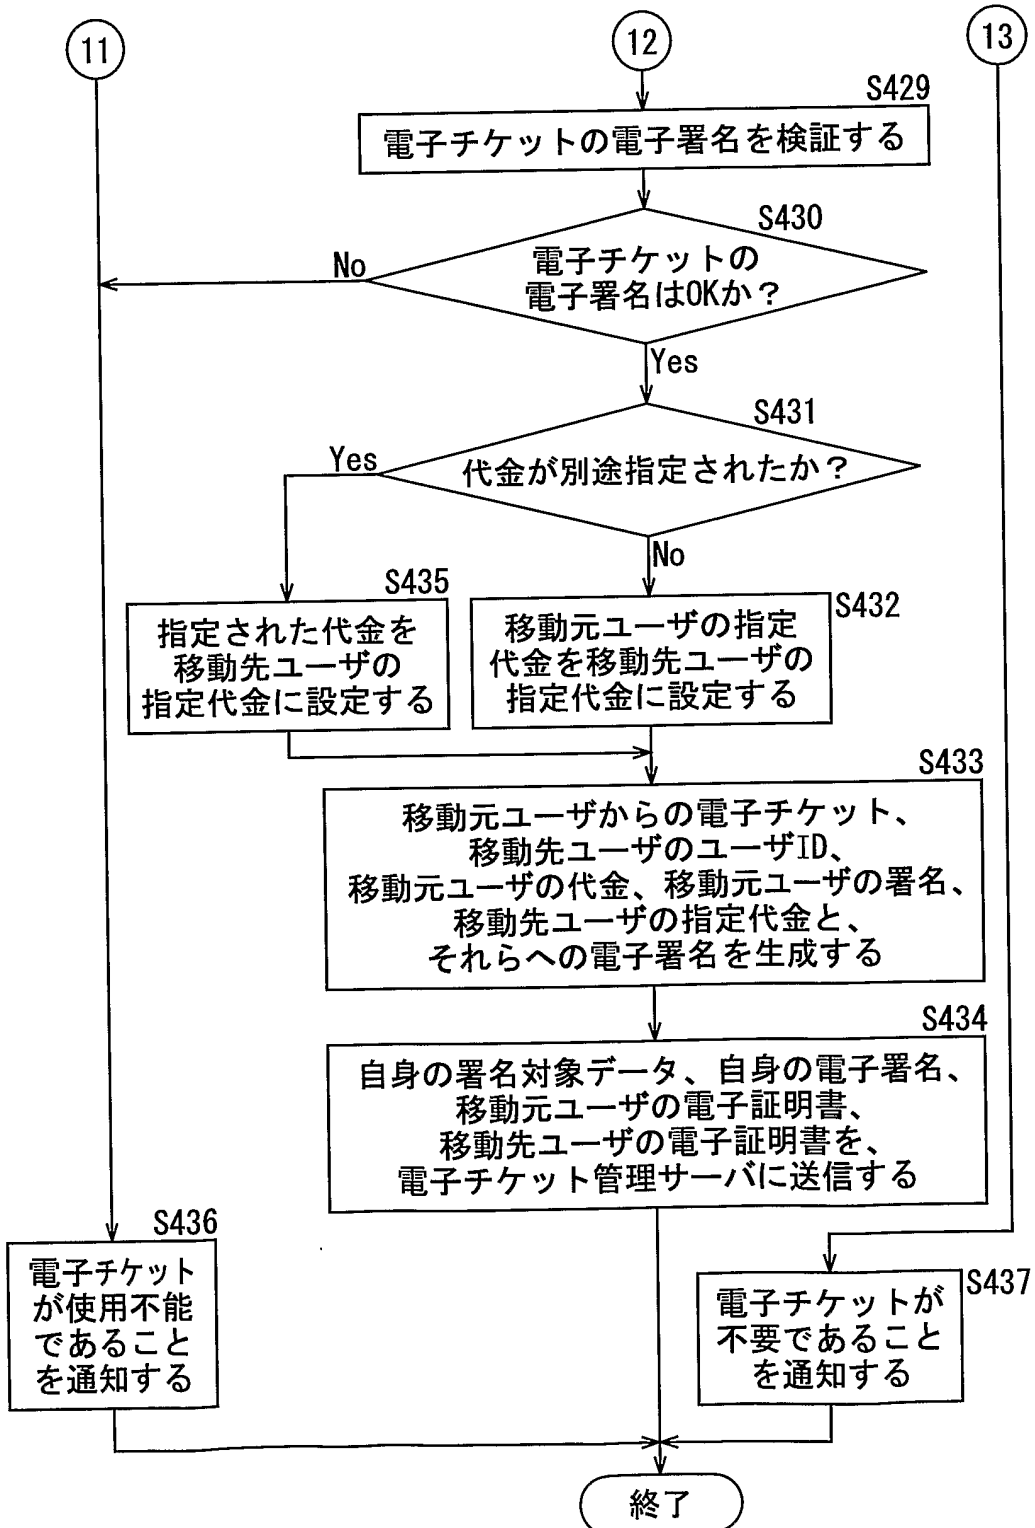 11
12
13
S429
電子チケットの電子署名を検証する
S430
電子チケットの
電子署名はOKか？
No
Yes
S431
代金が別途指定されたか？
Yes
No
S435
指定された代金を
移動先ユーザの
指定代金に設定する
S432
移動元ユーザの指定
代金を移動先ユーザの
指定代金に設定する
S433
移動元ユーザからの電子チケット、
移動先ユーザのユーザID、
移動元ユーザの代金、移動元ユーザの署名、
移動先ユーザの指定代金と、
それらへの電子署名を生成する
S434
自身の署名対象データ、自身の電子署名、
移動元ユーザの電子証明書、
移動先ユーザの電子証明書を、
電子チケット管理サーバに送信する
S436
電子チケット
が使用不能
であること
を通知する
S437
電子チケットが
不要であること
を通知する
終了